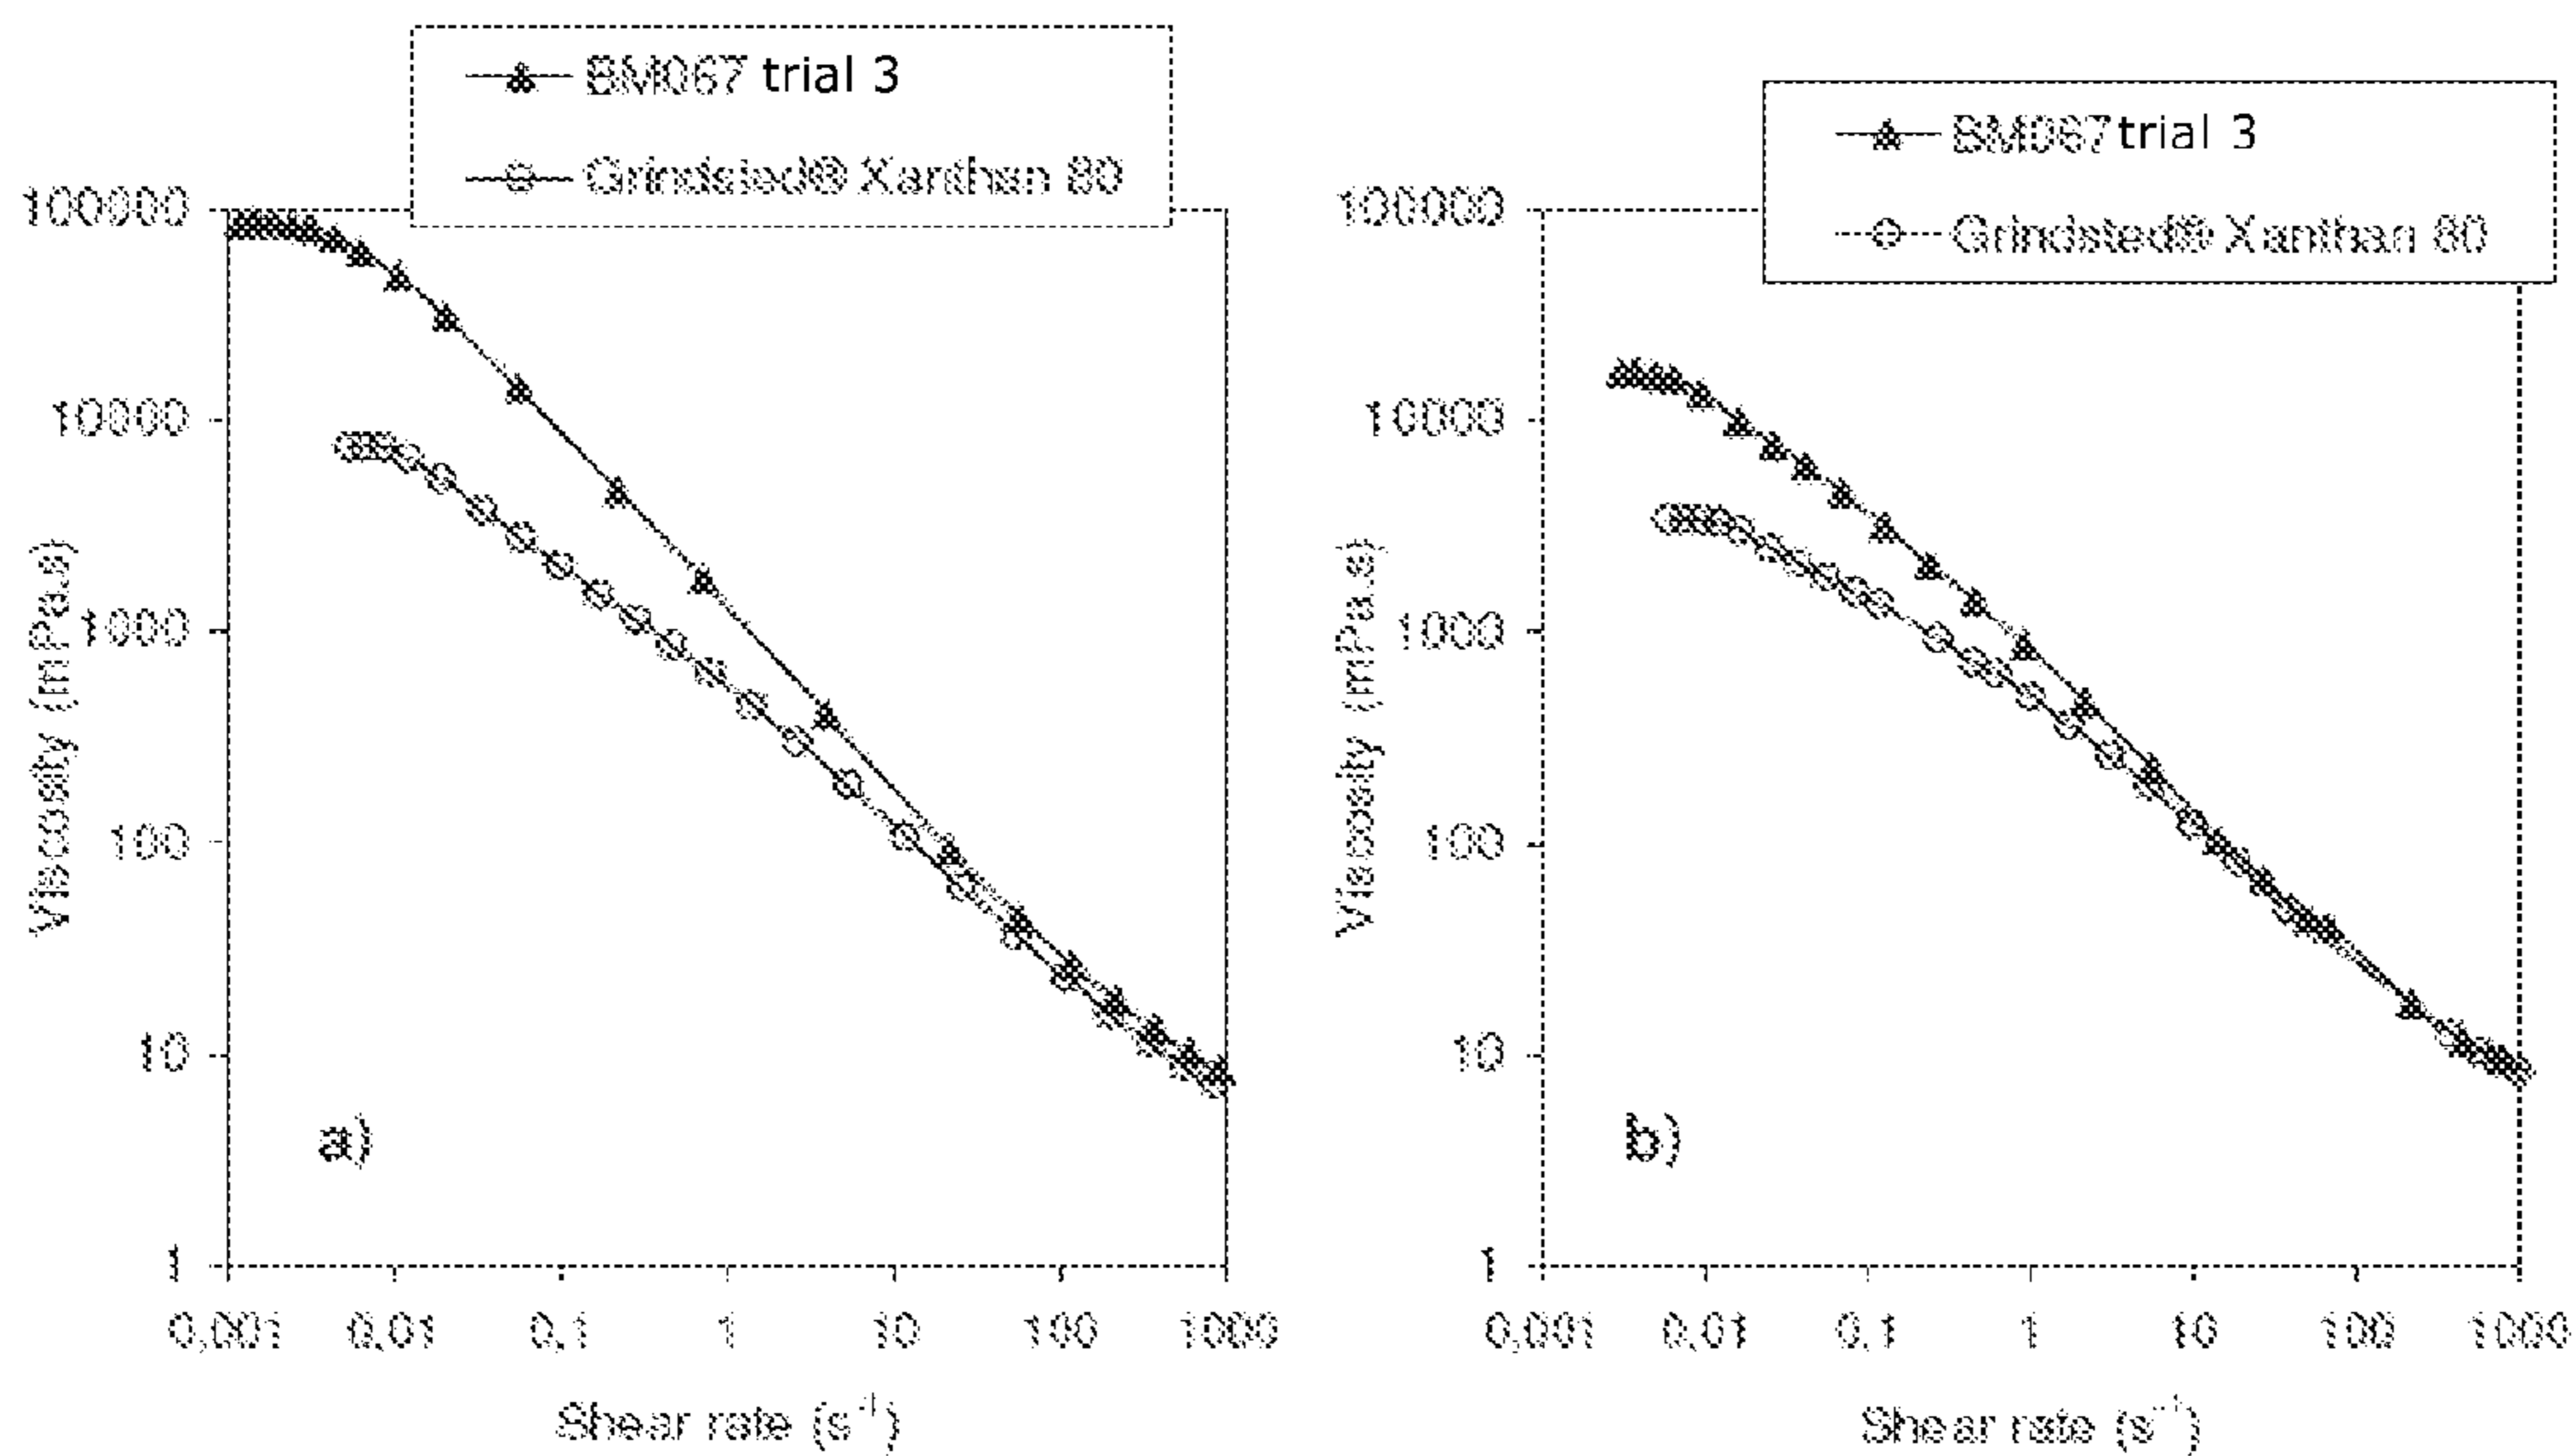 BM067 trial 3
Grindsted® Xanthan 80
100000
10000
1000
100
10
1
Viscosity (mPa.s)
a)
0,001 0,01 0,1 1 10 100 1000
Shear rate (s⁻¹)
BM067 trial 3
Grindsted® Xanthan 80
100000
10000
1000
100
10
1
Viscosity (mPa.s)
b)
0,001 0,01 0,1 1 10 100 1000
Shear rate (s⁻¹)